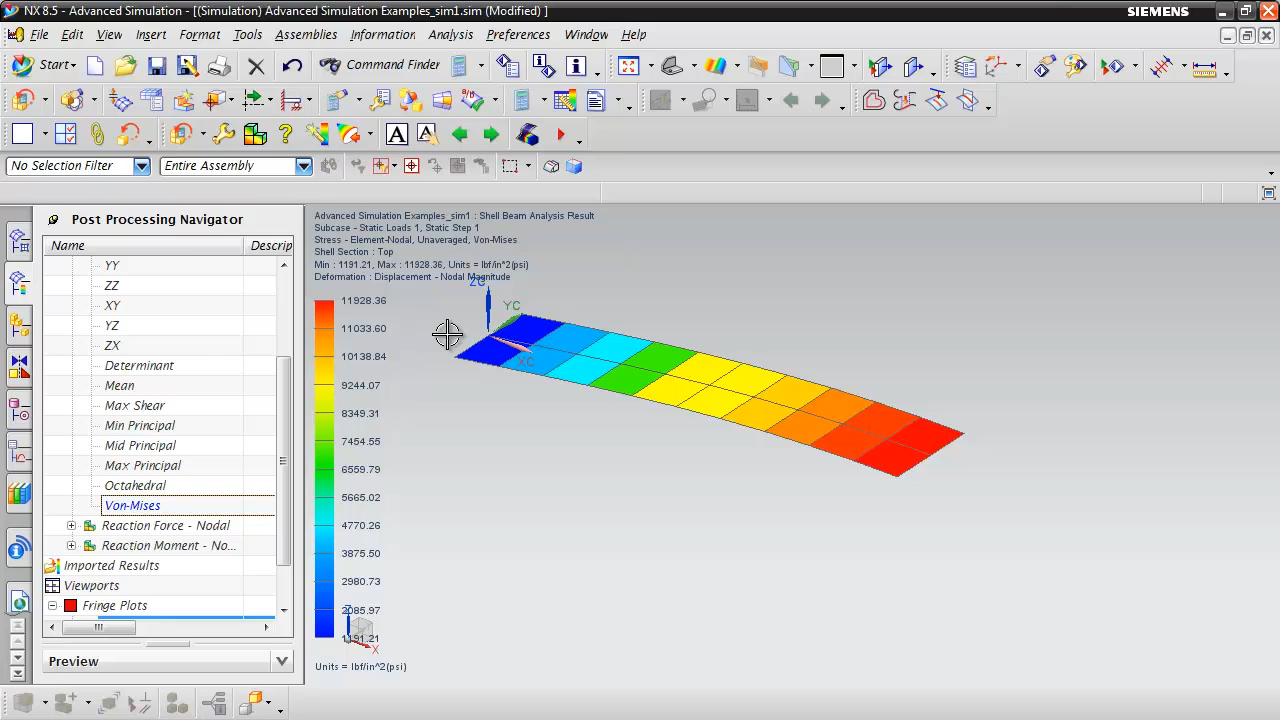 NX 8.5 - Advanced Simulation - [(Simulation) Advanced Simulation Examples_sim1.sim (Modified) ]
SIEMENS
File Edit View Insert Format Tools Assemblies Information Analysis Preferences Window Help
Start
Command Finder
No Selection Filter
Entire Assembly
Post Processing Navigator
Name
Descrip
YY
ZZ
XY
YZ
ZX
Determinant
Mean
Max Shear
Min Principal
Mid Principal
Max Principal
Octahedral
Von-Mises
Reaction Force - Nodal
Reaction Moment - No...
Imported Results
Viewports
Fringe Plots
Preview
Advanced Simulation Examples_sim1 : Shell Beam Analysis Result
Subcase - Static Loads 1, Static Step 1
Stress - Element-Nodal, Unaveraged, Von-Mises
Shell Section : Top
Min : 1191.21, Max : 11928.36, Units = lbf/in^2(psi)
Deformation : Displacement - Nodal Magnitude
ZC
YC
XC
11928.36
11033.60
10138.84
9244.07
8349.31
7454.55
6559.79
5665.02
4770.26
3875.50
2980.73
2085.97
1191.21
Z
X
Units = lbf/in^2(psi)